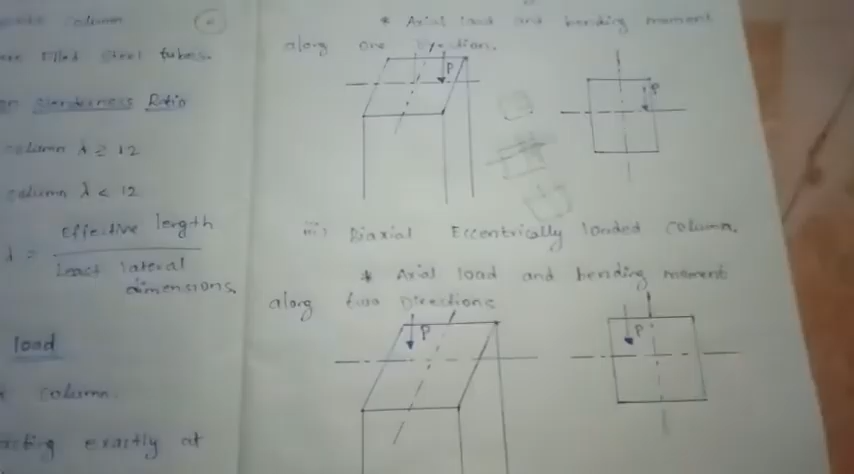 column
filled steel tubes.
Slenderness Ratio
column λ ≥ 12
column λ < 12
λ = Effective length
Least lateral
dimensions.
load
column.
acting exactly at
* Axial load and bending moment
along one Direction.
P
P
iii) Biaxial Eccentrically loaded column.
* Axial load and bending moment
along two Directions
P
P